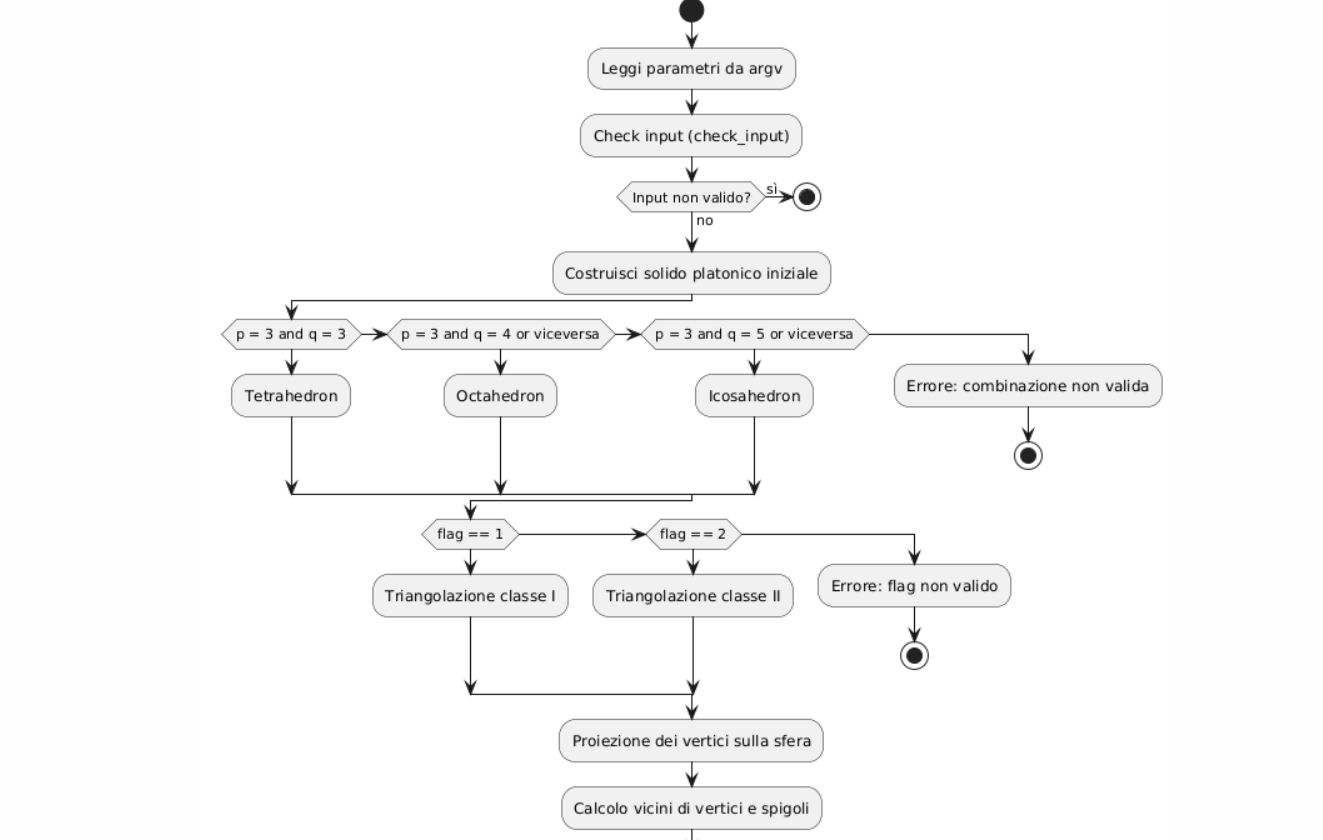 Leggi parametri da argv
Check input (check_input)
Input non valido?
sì
no
Costruisci solido platonico iniziale
p = 3 and q = 3
p = 3 and q = 4 or viceversa
p = 3 and q = 5 or viceversa
Tetrahedron
Octahedron
Icosahedron
Errore: combinazione non valida
flag == 1
flag == 2
Triangolazione classe I
Triangolazione classe II
Errore: flag non valido
Proiezione dei vertici sulla sfera
Calcolo vicini di vertici e spigoli